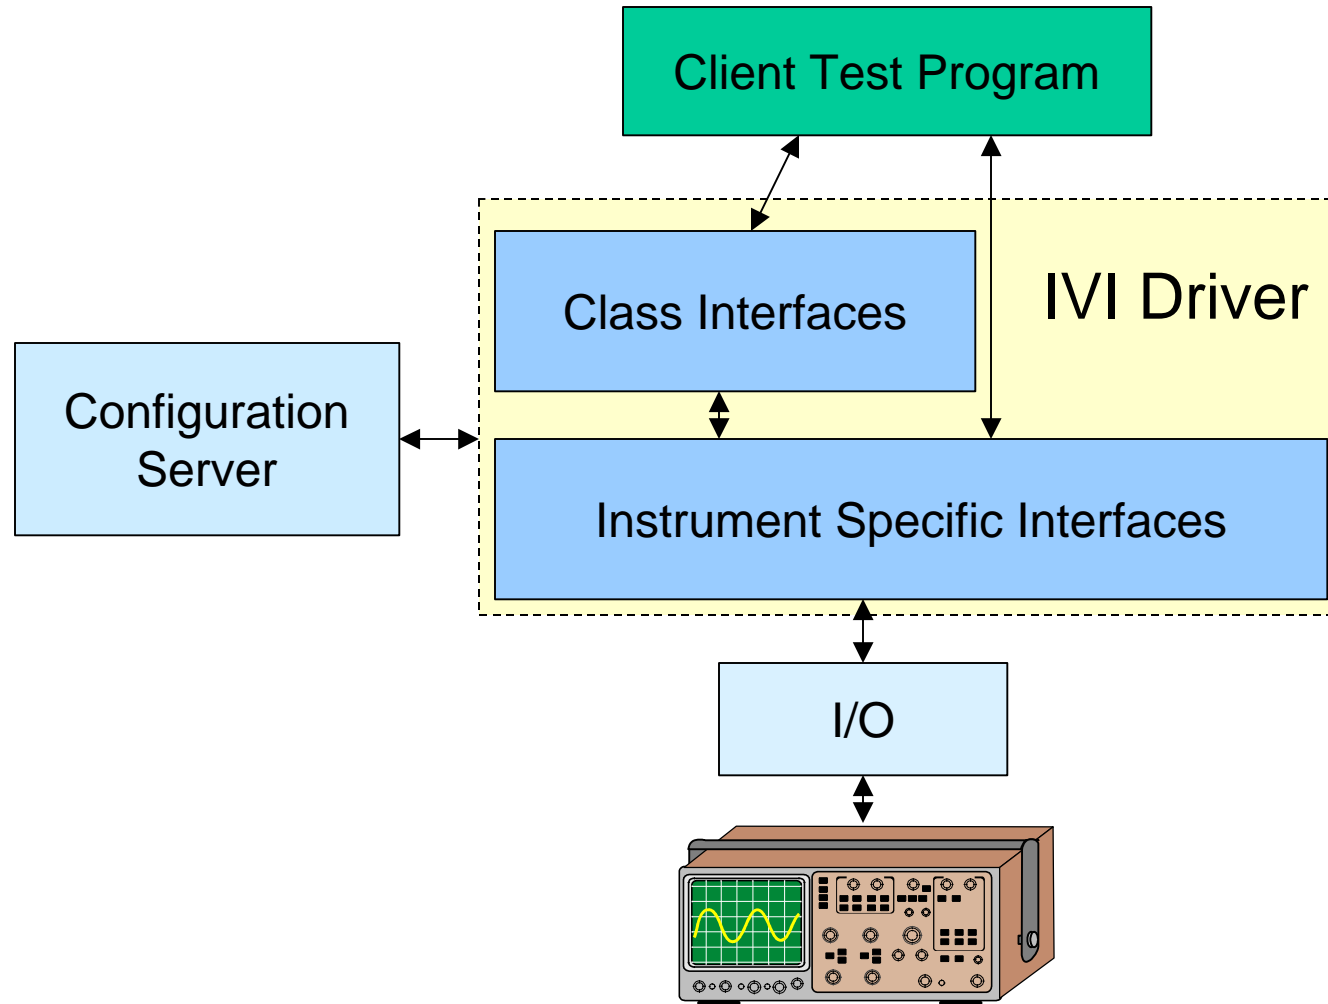 Client Test Program
Class Interfaces
IVI Driver
Configuration
Server
Instrument Specific Interfaces
I/O